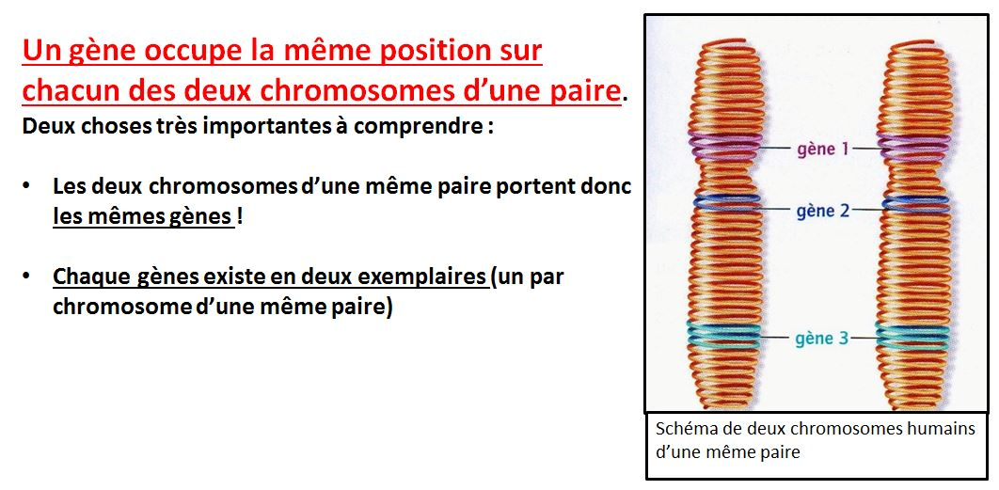 Un gène occupe la même position sur
chacun des deux chromosomes d’une paire.
Deux choses très importantes à comprendre :
• Les deux chromosomes d’une même paire portent donc
les mêmes gènes !
• Chaque gènes existe en deux exemplaires (un par
chromosome d’une même paire)
gène 1
gène 2
gène 3
Schéma de deux chromosomes humains
d’une même paire